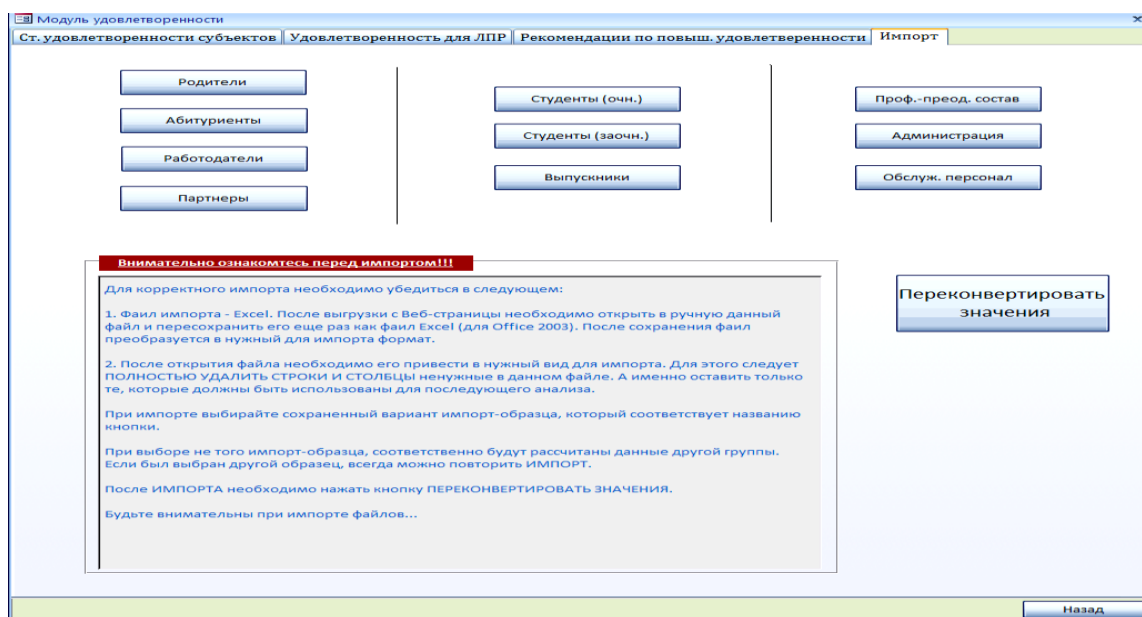 Модуль удовлетворенности
Ст. удовлетворенности субъектов Удовлетворенность для ЛПР Рекомендации по повыш. удовлетверенности Импорт
Родители
Абитуриенты
Работодатели
Партнеры
Студенты (очн.)
Студенты (заочн.)
Выпускники
Проф.-преод. состав
Администрация
Обслуж. персонал
Внимательно ознакомтесь перед импортом!!!
Для корректного импорта необходимо убедиться в следующем:
1. Фаил импорта - Excel. После выгрузки с Веб-страницы необходимо открыть в ручную данный
файл и пересохранить его еще раз как фаил Excel (для Office 2003). После сохранения фаил
преобразуется в нужный для импорта формат.
2. После открытия файла необходимо его привести в нужный вид для импорта. Для этого следует
ПОЛНОСТЬЮ УДАЛИТЬ СТРОКИ И СТОЛБЦЫ ненужные в данном файле. А именно оставить только
те, которые должны быть использованы для последующего анализа.
При импорте выбирайте сохраненный вариант импорт-образца, который соответствует названию
кнопки.
При выборе не того импорт-образца, соответственно будут рассчитаны данные другой группы.
Если был выбран другой образец, всегда можно повторить ИМПОРТ.
После ИМПОРТА необходимо нажать кнопку ПЕРЕКОНВЕРТИРОВАТЬ ЗНАЧЕНИЯ.
Будьте внимательны при импорте файлов...
Переконвертировать
значения
Назад